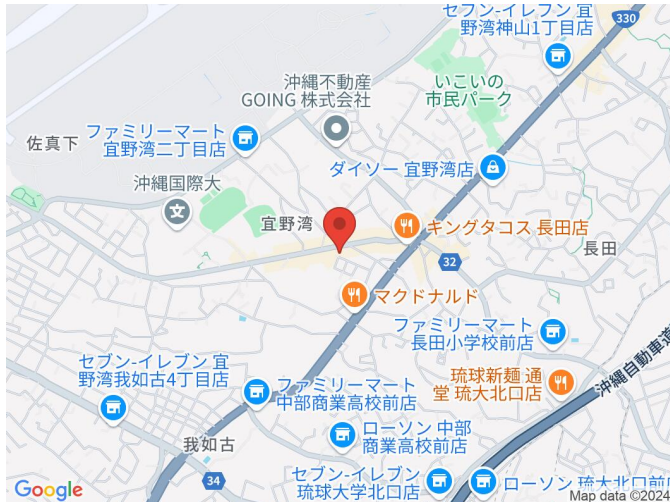 セブン-イレブン 宜
野湾神山1丁目店
330
沖縄不動産
GOING 株式会社
いこいの
市民パーク
ファミリーマート
宜野湾二丁目店
佐真下
ダイソー 宜野湾店
沖縄国際大
宜野湾
キングタコス 長田店
長田
32
マクドナルド
ファミリーマート
長田小学校前店
セブン-イレブン 宜
野湾我如古4丁目店
琉球新麺 通
堂 琉大北口店
沖縄自動車道
ファミリーマート
中部商業高校前店
ローソン 中部
商業高校前店
我如古
34
セブン-イレブン
琉球大学北口店
ローソン 琉大前北口店
Google
Map data ©2024